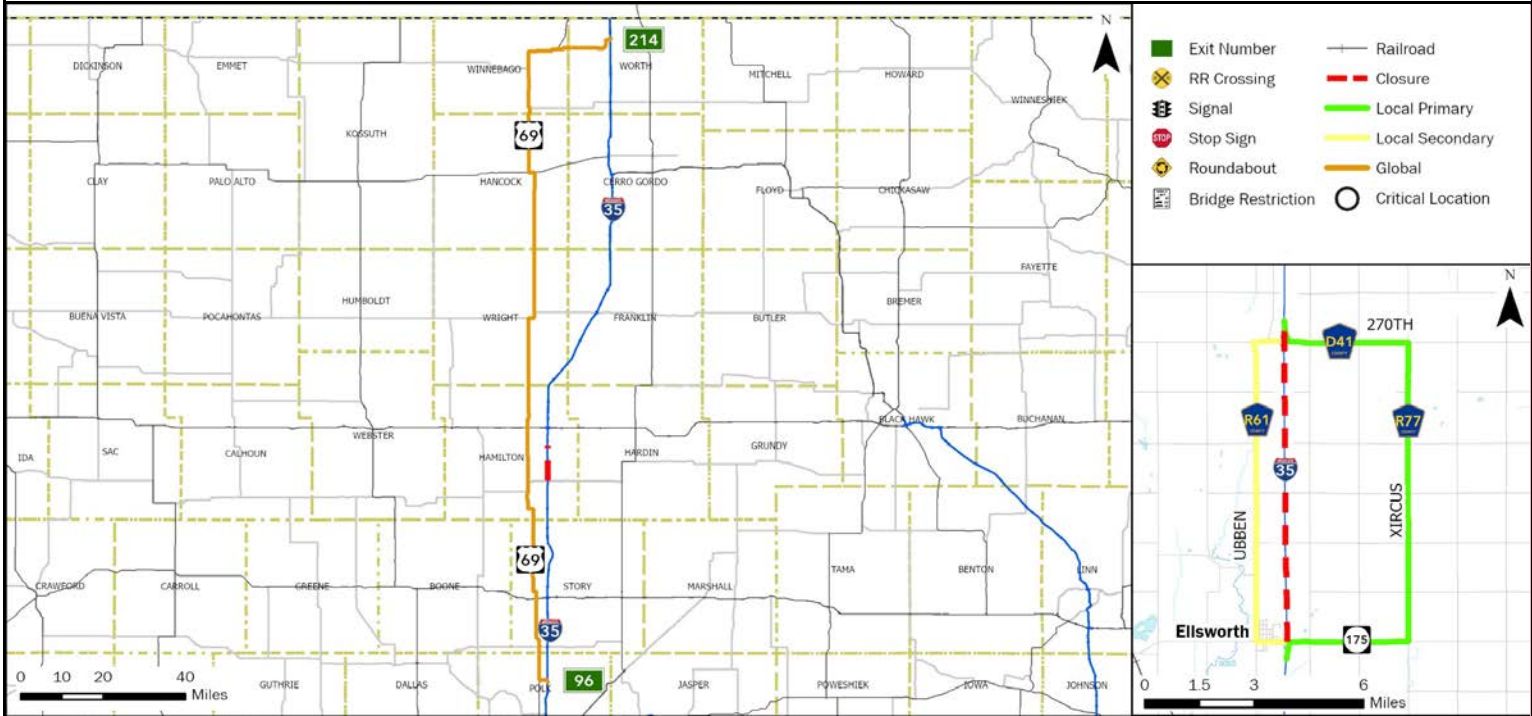 N
DICKINSON
EMMET
WINNEBAGO
214
WORTH
MITCHELL
HOWARD
WINNESHIEK
KOSSUTH
69
CLAY
PALO ALTO
HANCOCK
CERRO GORDO
FLOYD
CHICKASAW
35
FAYETTE
BUENA VISTA
POCAHONTAS
HUMBOLDT
WRIGHT
FRANKLIN
BUTLER
BREMER
IDA
SAC
CALHOUN
WEBSTER
HAMILTON
HARDIN
GRUNDY
BLACK HAWK
BUCHANAN
69
CRAWFORD
CARROLL
GREENE
BOONE
STORY
MARSHALL
TAMA
BENTON
LINN
35
0 10 20 40
Miles
GUTHRIE
DALLAS
POLK
96
JASPER
POWESHIEK
IOWA
JOHNSON
Exit Number
RR Crossing
Signal
STOP Stop Sign
Roundabout
Bridge Restriction
Railroad
Closure
Local Primary
Local Secondary
Global
Critical Location
N
270TH
D41
COUNTY
R61
COUNTY
R77
COUNTY
35
UBBEN
XIRCUS
Ellsworth
175
0 1.5 3 6
Miles